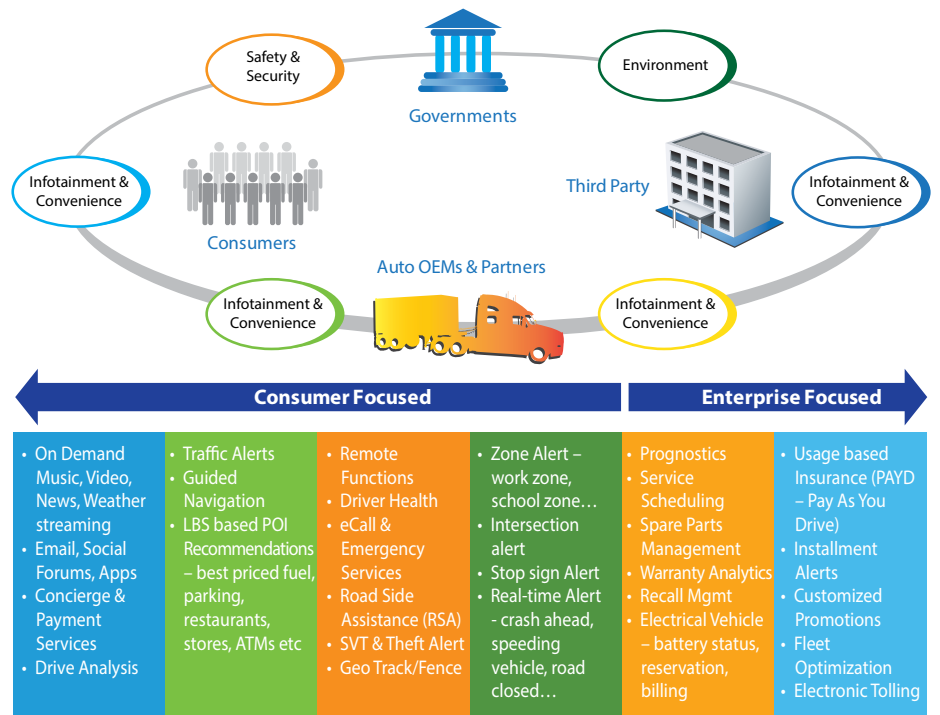 Safety &
Security
Environment
Governments
Infotainment &
Convenience
Third Party
Infotainment &
Convenience
Consumers
Auto OEMs & Partners
Infotainment &
Convenience
Infotainment &
Convenience
Consumer Focused
Enterprise Focused
• On Demand
Music, Video,
News, Weather
streaming
• Email, Social
Forums, Apps
• Concierge &
Payment
Services
• Drive Analysis
• Traffic Alerts
• Guided
Navigation
• LBS based POI
Recommendations
– best priced fuel,
parking,
restaurants,
stores, ATMs etc
• Remote
Functions
• Driver Health
• eCall &
Emergency
Services
• Road Side
Assistance (RSA)
• SVT & Theft Alert
• Geo Track/Fence
• Zone Alert –
work zone,
school zone…
• Intersection
alert
• Stop sign Alert
• Real-time Alert
- crash ahead,
speeding
vehicle, road
closed…
• Prognostics
• Service
Scheduling
• Spare Parts
Management
• Warranty Analytics
• Recall Mgmt
• Electrical Vehicle
– battery status,
reservation,
billing
• Usage based
Insurance (PAYD
– Pay As You
Drive)
• Installment
Alerts
• Customized
Promotions
• Fleet
Optimization
• Electronic Tolling